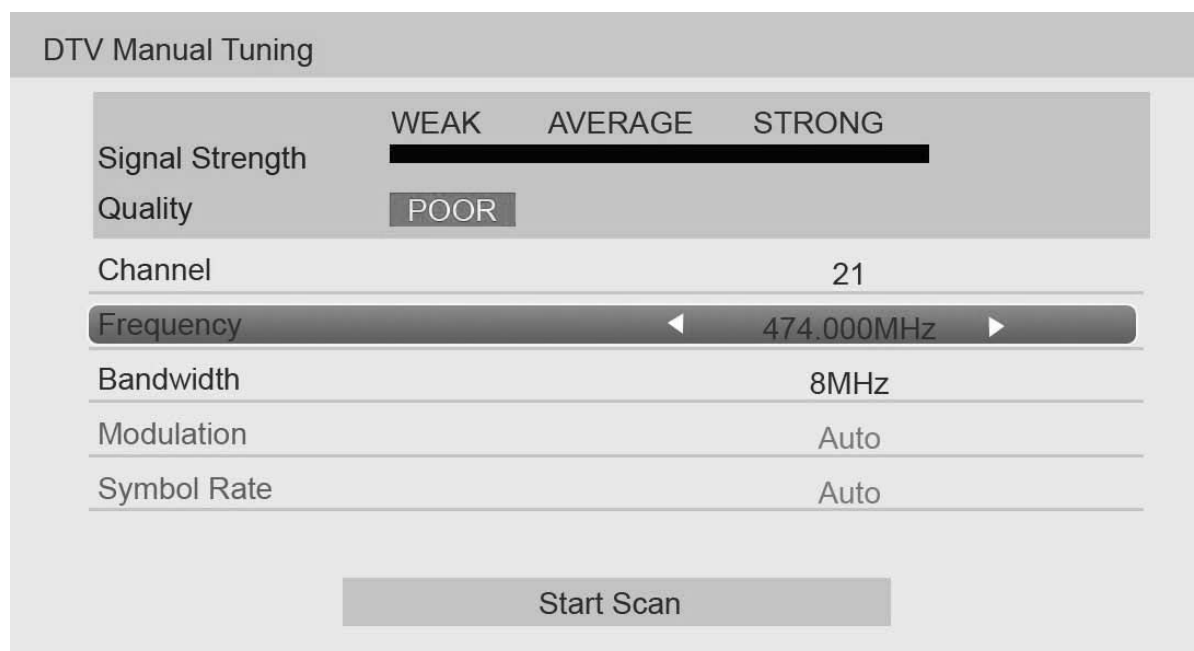 DTV Manual Tuning
WEAK AVERAGE STRONG
Signal Strength
Quality POOR
Channel 21
Frequency 474.000MHz
Bandwidth 8MHz
Modulation Auto
Symbol Rate Auto
Start Scan